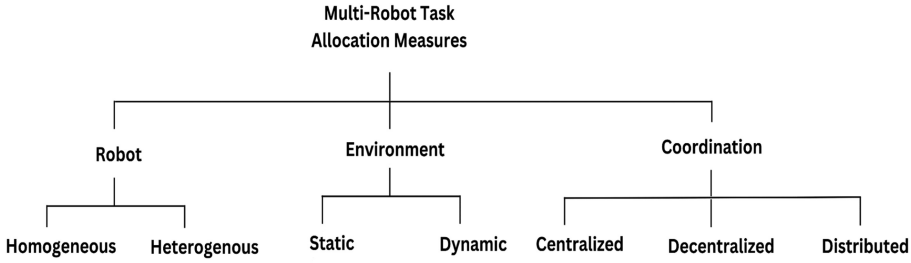 Multi-Robot Task
Allocation Measures
Robot
Environment
Coordination
Homogeneous
Heterogenous
Static
Dynamic
Centralized
Decentralized
Distributed